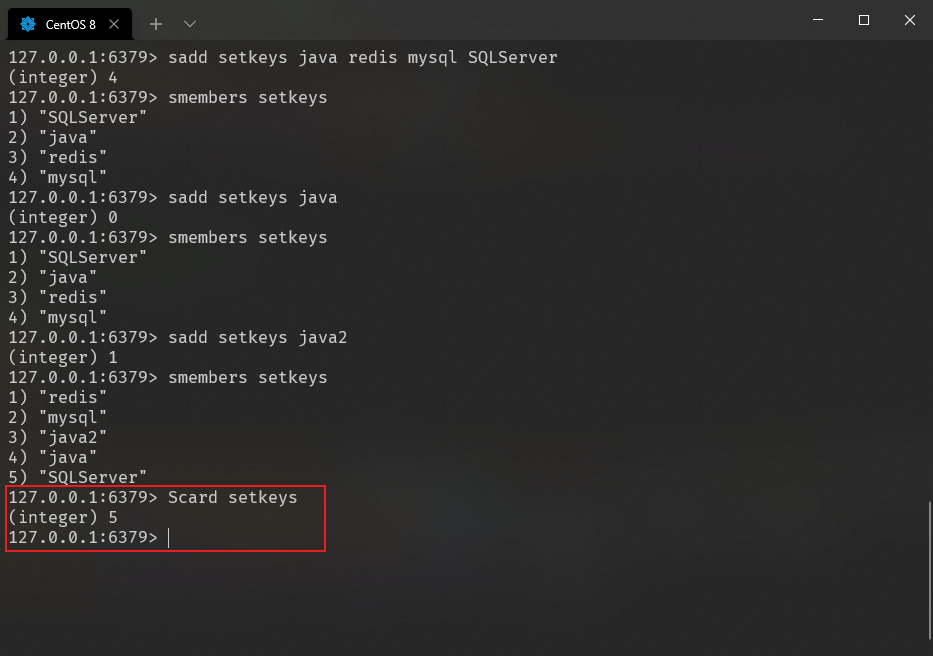 CentOS 8
127.0.0.1:6379> sadd setkeys java redis mysql SQLServer
(integer) 4
127.0.0.1:6379> smembers setkeys
1) "SQLServer"
2) "java"
3) "redis"
4) "mysql"
127.0.0.1:6379> sadd setkeys java
(integer) 0
127.0.0.1:6379> smembers setkeys
1) "SQLServer"
2) "java"
3) "redis"
4) "mysql"
127.0.0.1:6379> sadd setkeys java2
(integer) 1
127.0.0.1:6379> smembers setkeys
1) "redis"
2) "mysql"
3) "java2"
4) "java"
5) "SQLServer"
127.0.0.1:6379> Scard setkeys
(integer) 5
127.0.0.1:6379>